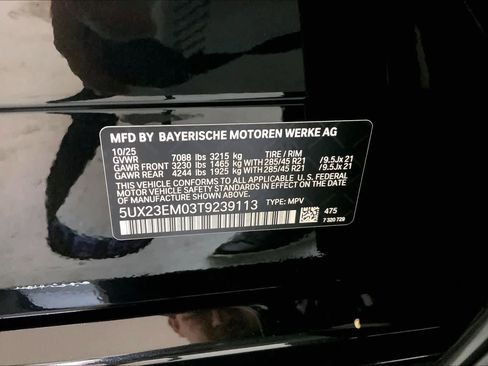 MFD BY BAYERISCHE MOTOREN WERKE AG
10/25
GVWR 7088 lbs 3215 kg TIRE / RIM
GAWR FRONT 3230 lbs 1465 kg WITH 285/45 R21 /9.5Jx 21
GAWR REAR 4244 lbs 1925 kg WITH 285/45 R21 /9.5Jx 21
THIS VEHICLE CONFORMS TO ALL APPLICABLE FEDERAL
MOTOR VEHICLE SAFETY STANDARDS IN EFFECT ON THE DATE OF
MANUFACTURE SHOWN ABOVE.
5UX23EM03T9239113 TYPE: MPV
475
7 320 729